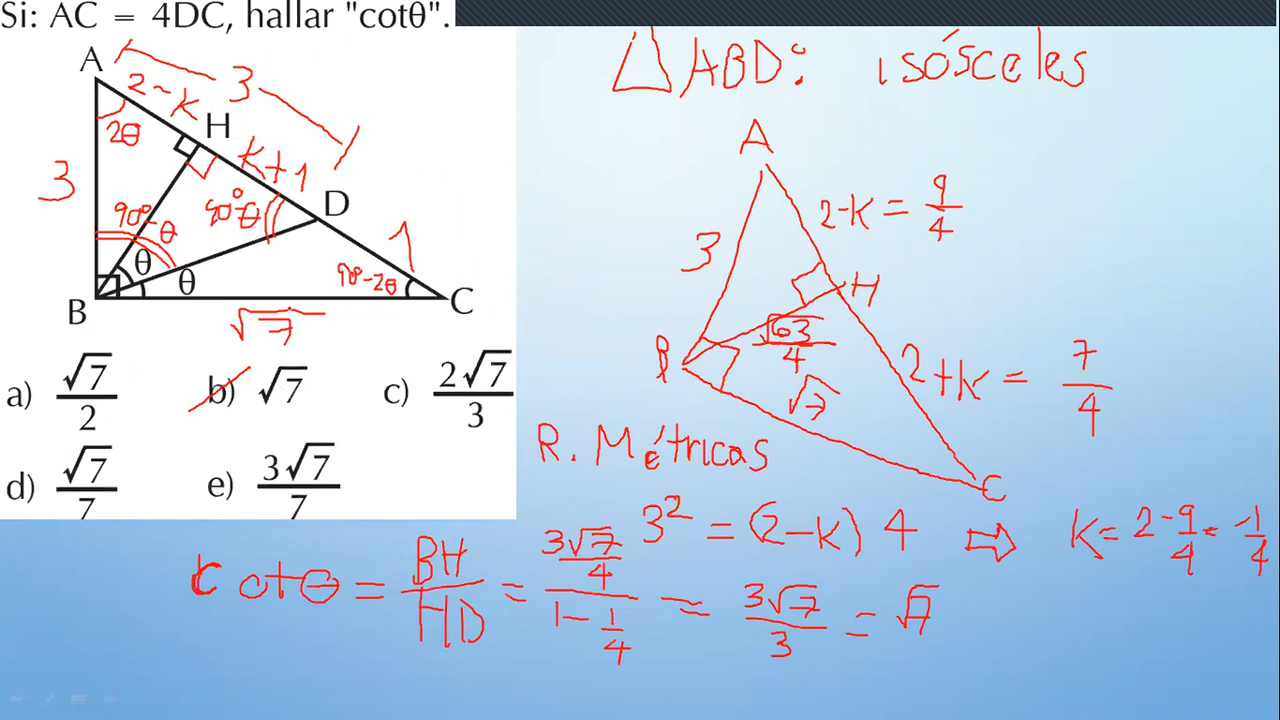 Si: AC = 4DC, hallar "cotθ".
△ABD: isósceles
A
2-k
3
H
2θ
k+1
3
D
90°-θ
90°-θ
1
θ
θ
90°-2θ
B
C
√7
A
2-k = 9/4
3
H
√63/4
B
2+k = 7/4
√7
C
a) √7/2
b) √7
c) 2√7/3
d) √7/7
e) 3√7/7
R. Métricas
3² = (2-k) 4 ⇨ k = 2 - 9/4 = -1/4
cotθ = BH/HD = (3√7/4)/(1 - 1/4) = 3√7/3 = √7